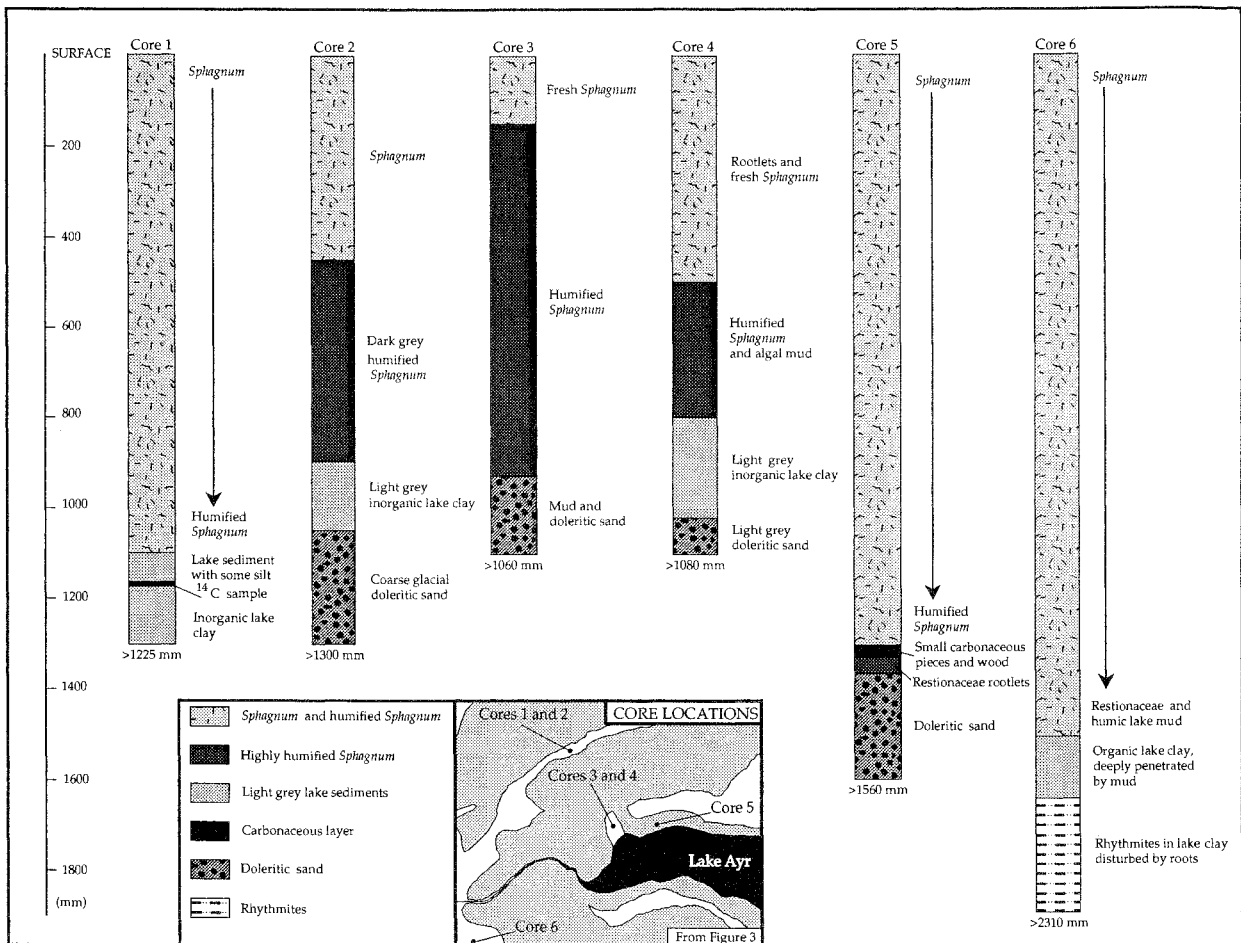 SURFACE
200
400
600
800
1000
1200
1400
1600
1800
(mm)
Core 1
Sphagnum
Humified
Sphagnum
Lake sediment
with some silt
14 C sample
Inorganic lake
clay
>1225 mm
Core 2
Sphagnum
Dark grey
humified
Sphagnum
Light grey
inorganic lake clay
Coarse glacial
doleritic sand
>1300 mm
Core 3
Fresh Sphagnum
Humified
Sphagnum
Mud and
doleritic sand
>1060 mm
Core 4
Rootlets and
fresh Sphagnum
Humified
Sphagnum
and algal mud
Light grey
inorganic lake clay
Light grey
doleritic sand
>1080 mm
Core 5
Sphagnum
Humified
Sphagnum
Small carbonaceous
pieces and wood
Restionaceae rootlets
Doleritic sand
>1560 mm
Core 6
Sphagnum
Restionaceae and
humic lake mud
Organic lake clay,
deeply penetrated
by mud
Rhythmites in lake clay
disturbed by roots
>2310 mm
Sphagnum and humified Sphagnum
Highly humified Sphagnum
Light grey lake sediments
Carbonaceous layer
Doleritic sand
Rhythmites
CORE LOCATIONS
Cores 1 and 2
Cores 3 and 4
Core 5
Lake Ayr
Core 6
From Figure 3